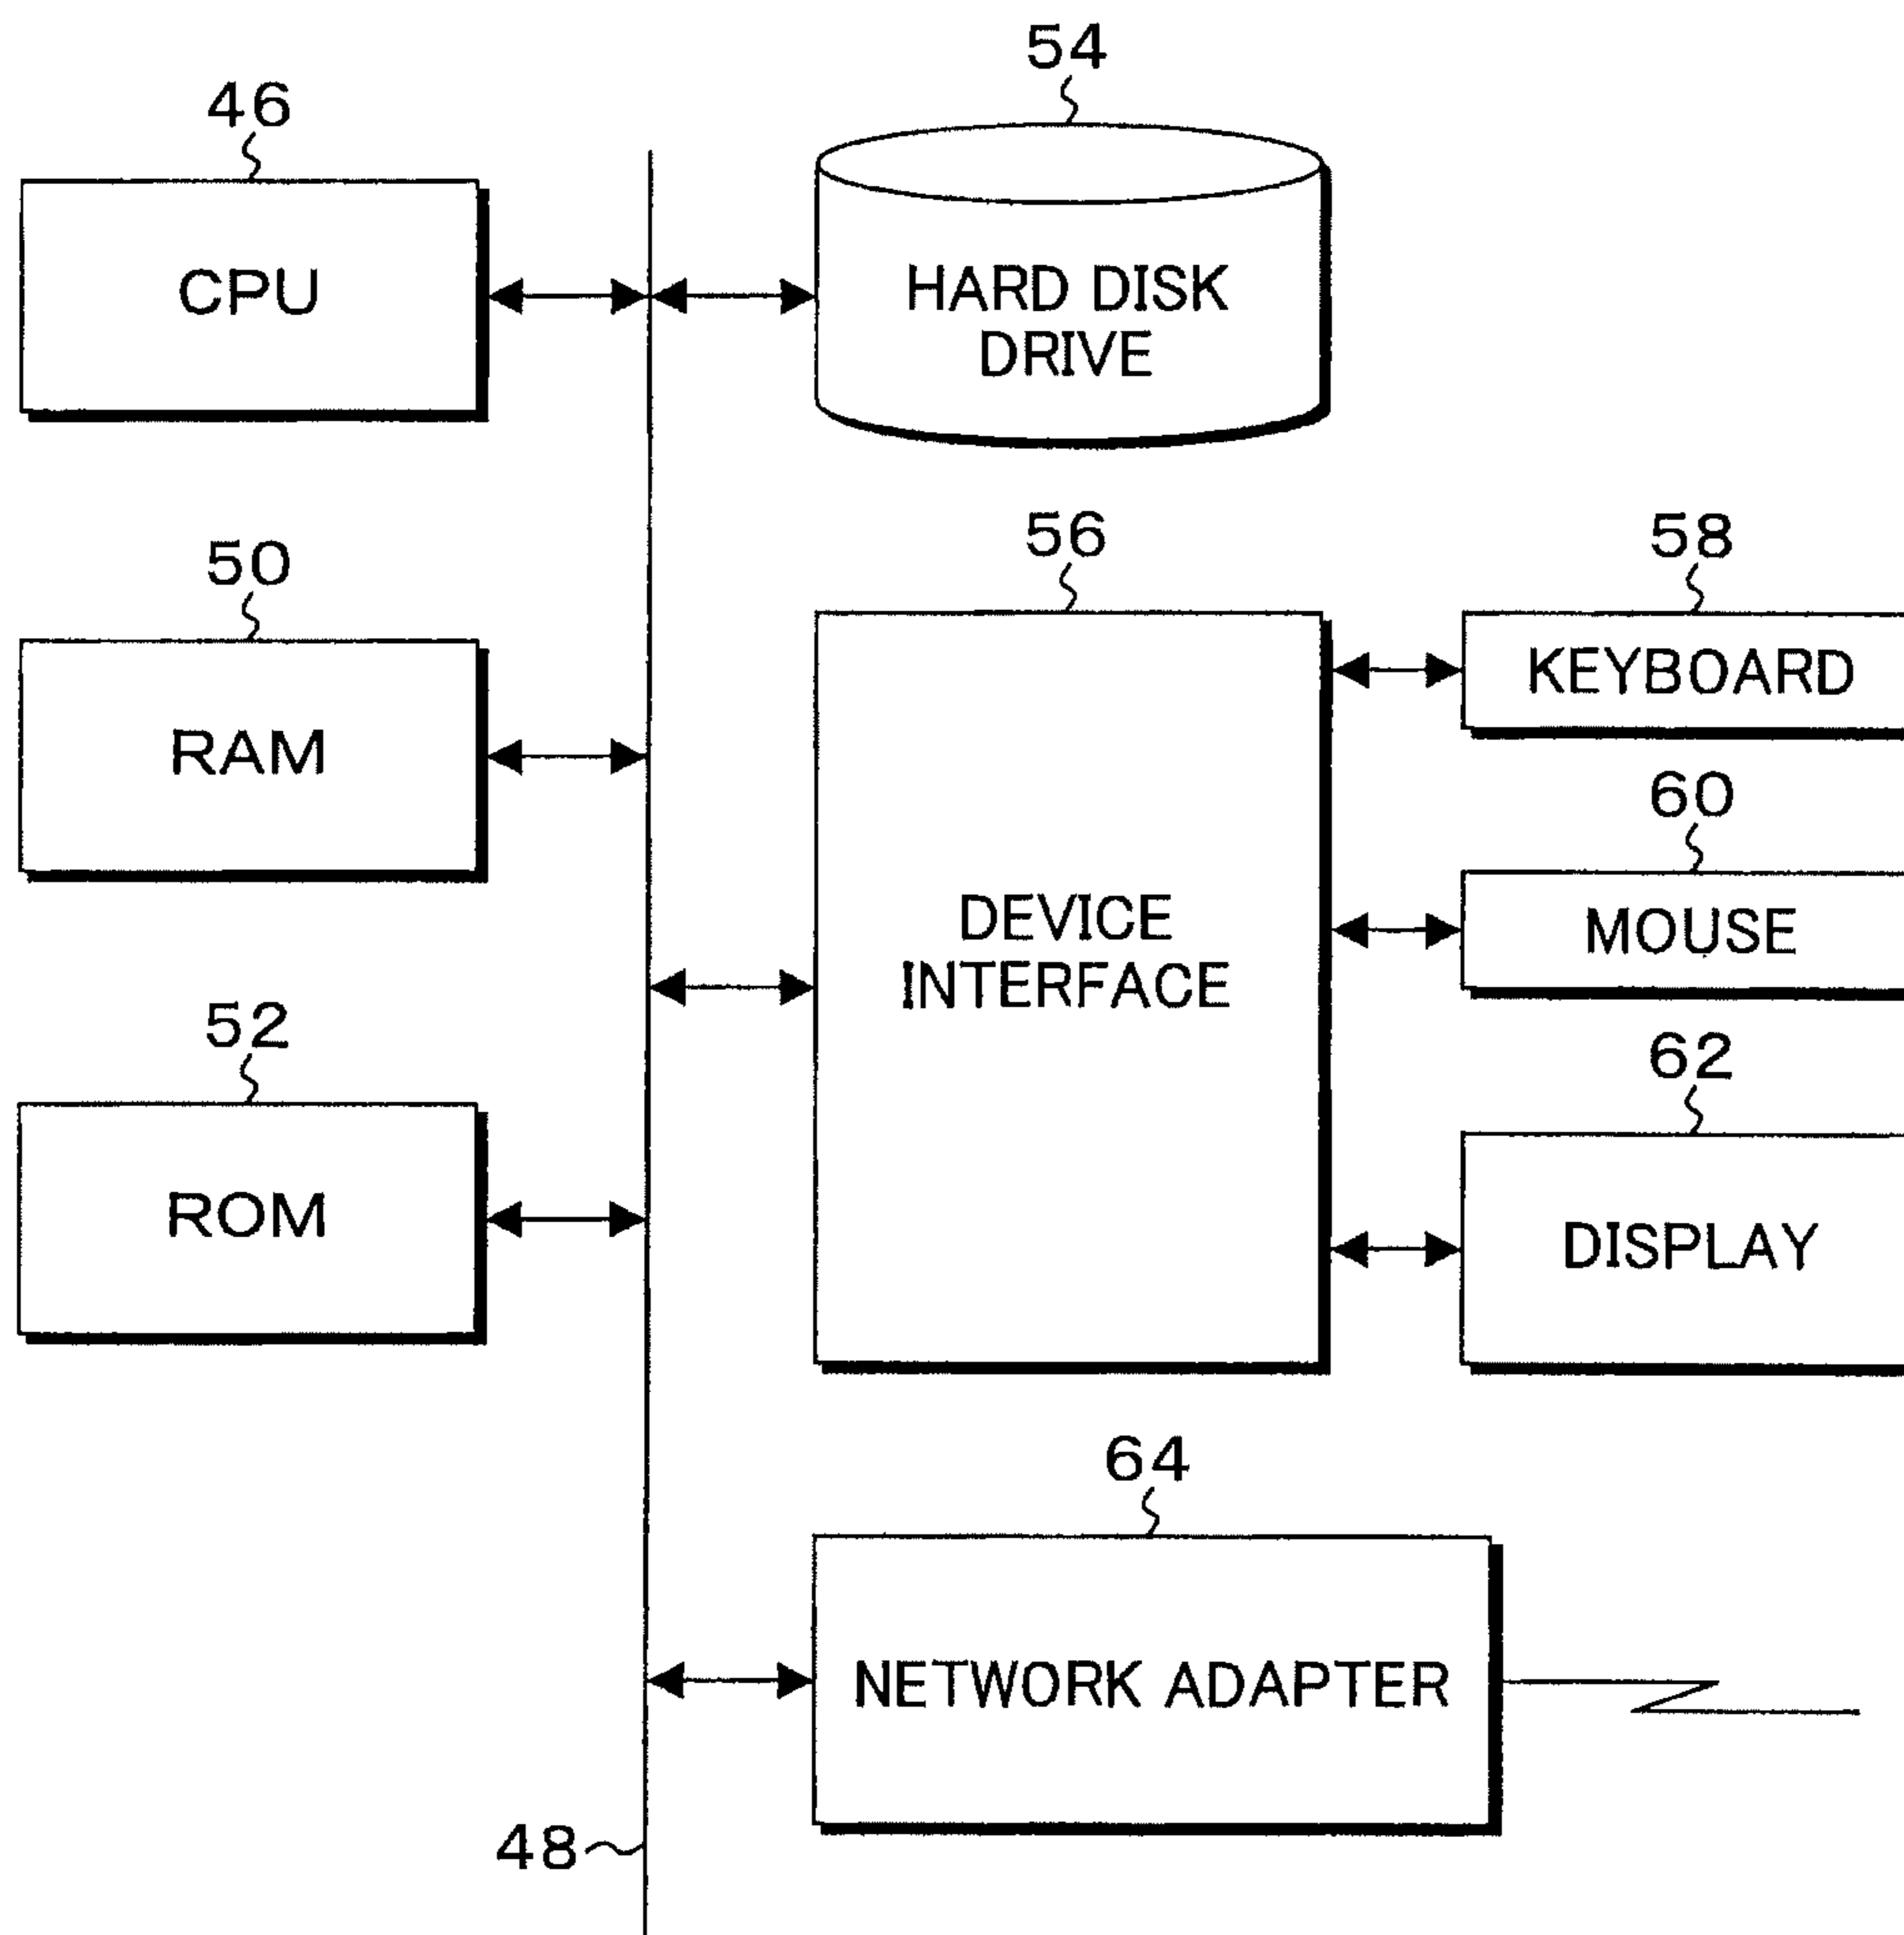 54
46
CPU
HARD DISK
DRIVE
50
56
58
RAM
KEYBOARD
60
DEVICE
INTERFACE
MOUSE
52
62
ROM
DISPLAY
64
NETWORK ADAPTER
48